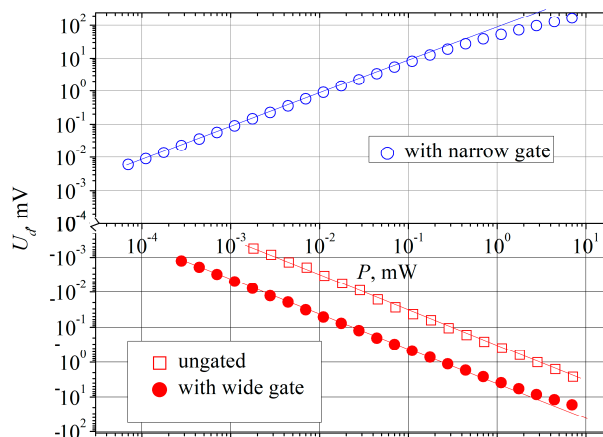 10²
10¹
10⁰
10⁻¹
10⁻²
with narrow gate
10⁻³
10⁻⁴
U_d, mV
10⁻⁴ 10⁻³ 10⁻² 10⁻¹ 10⁰ 10¹
P, mW
-10⁻³
-10⁻²
-10⁻¹
-10⁰
-10¹
-10²
ungated
with wide gate